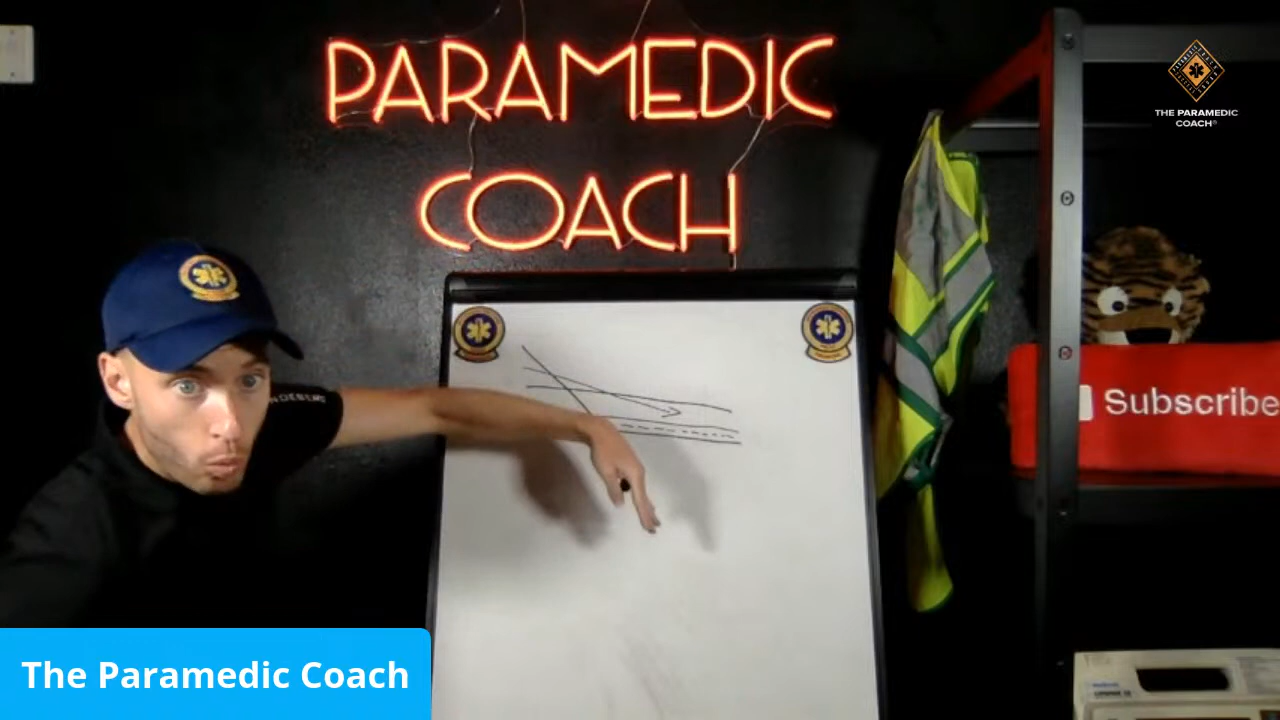 PARAMEDIC
COACH
THE PARAMEDIC
COACH®
Subscribe
The Paramedic Coach